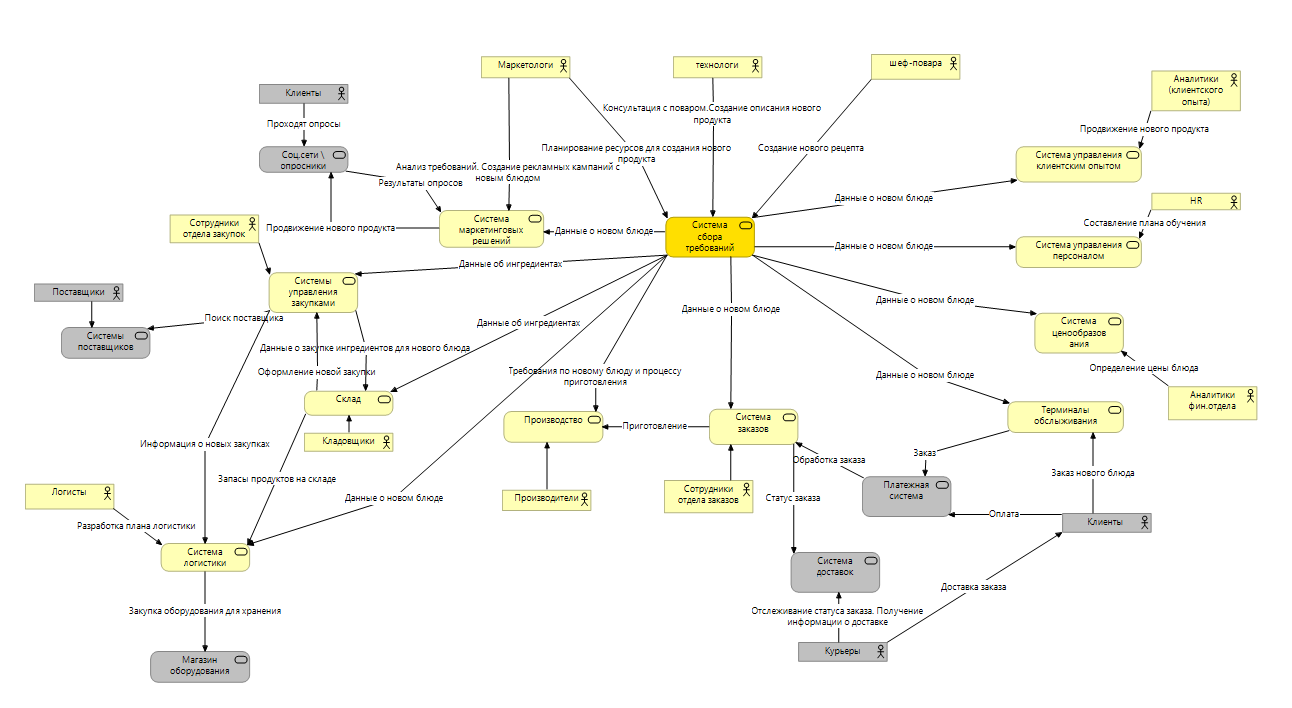 Маркетологи
технологи
шеф-повара
Аналитики
(клиентского
опыта)
Клиенты
Консультация с поваром.Создание описания нового
продукта
Проходят опросы
Продвижение нового продукта
Планирование ресурсов для создания нового
продукта
Создание нового рецепта
Соц.сети \
опросники
Система управления
клиентским опытом
Анализ требований. Создание рекламных кампаний с
новым блюдом
Результаты опросов
Данные о новом блюде
HR
Сотрудники
отдела закупок
Продвижение нового продукта
Система
маркетинговых
решений
Данные о новом блюде
Система
сбора
требований
Составление плана обучения
Данные о новом блюде
Система управления
персоналом
Данные об ингредиентах
Системы
управления
закупками
Поставщики
Данные о новом блюде
Поиск поставщика
Данные об ингредиентах
Данные о новом блюде
Системы
поставщиков
Система
ценообразов
ания
Данные о закупке ингредиентов для нового блюда
Оформление новой закупки
Требования по новому блюду и процессу
приготовления
Данные о новом блюде
Определение цены блюда
Склад
Аналитики
фин.отдела
Производство
Приготовление
Система
заказов
Терминалы
обслыживания
Кладовщики
Информация о новых закупках
Заказ
Обработка заказа
Заказ нового блюда
Запасы продуктов на складе
Логисты
Данные о новом блюде
Производители
Сотрудники
отдела заказов
Статус заказа
Платежная
система
Оплата
Клиенты
Разработка плана логистики
Система
логистики
Система
доставок
Доставка заказа
Закупка оборудования для хранения
Отслеживание статуса заказа. Получение
информации о доставке
Курьеры
Магазин
оборудования